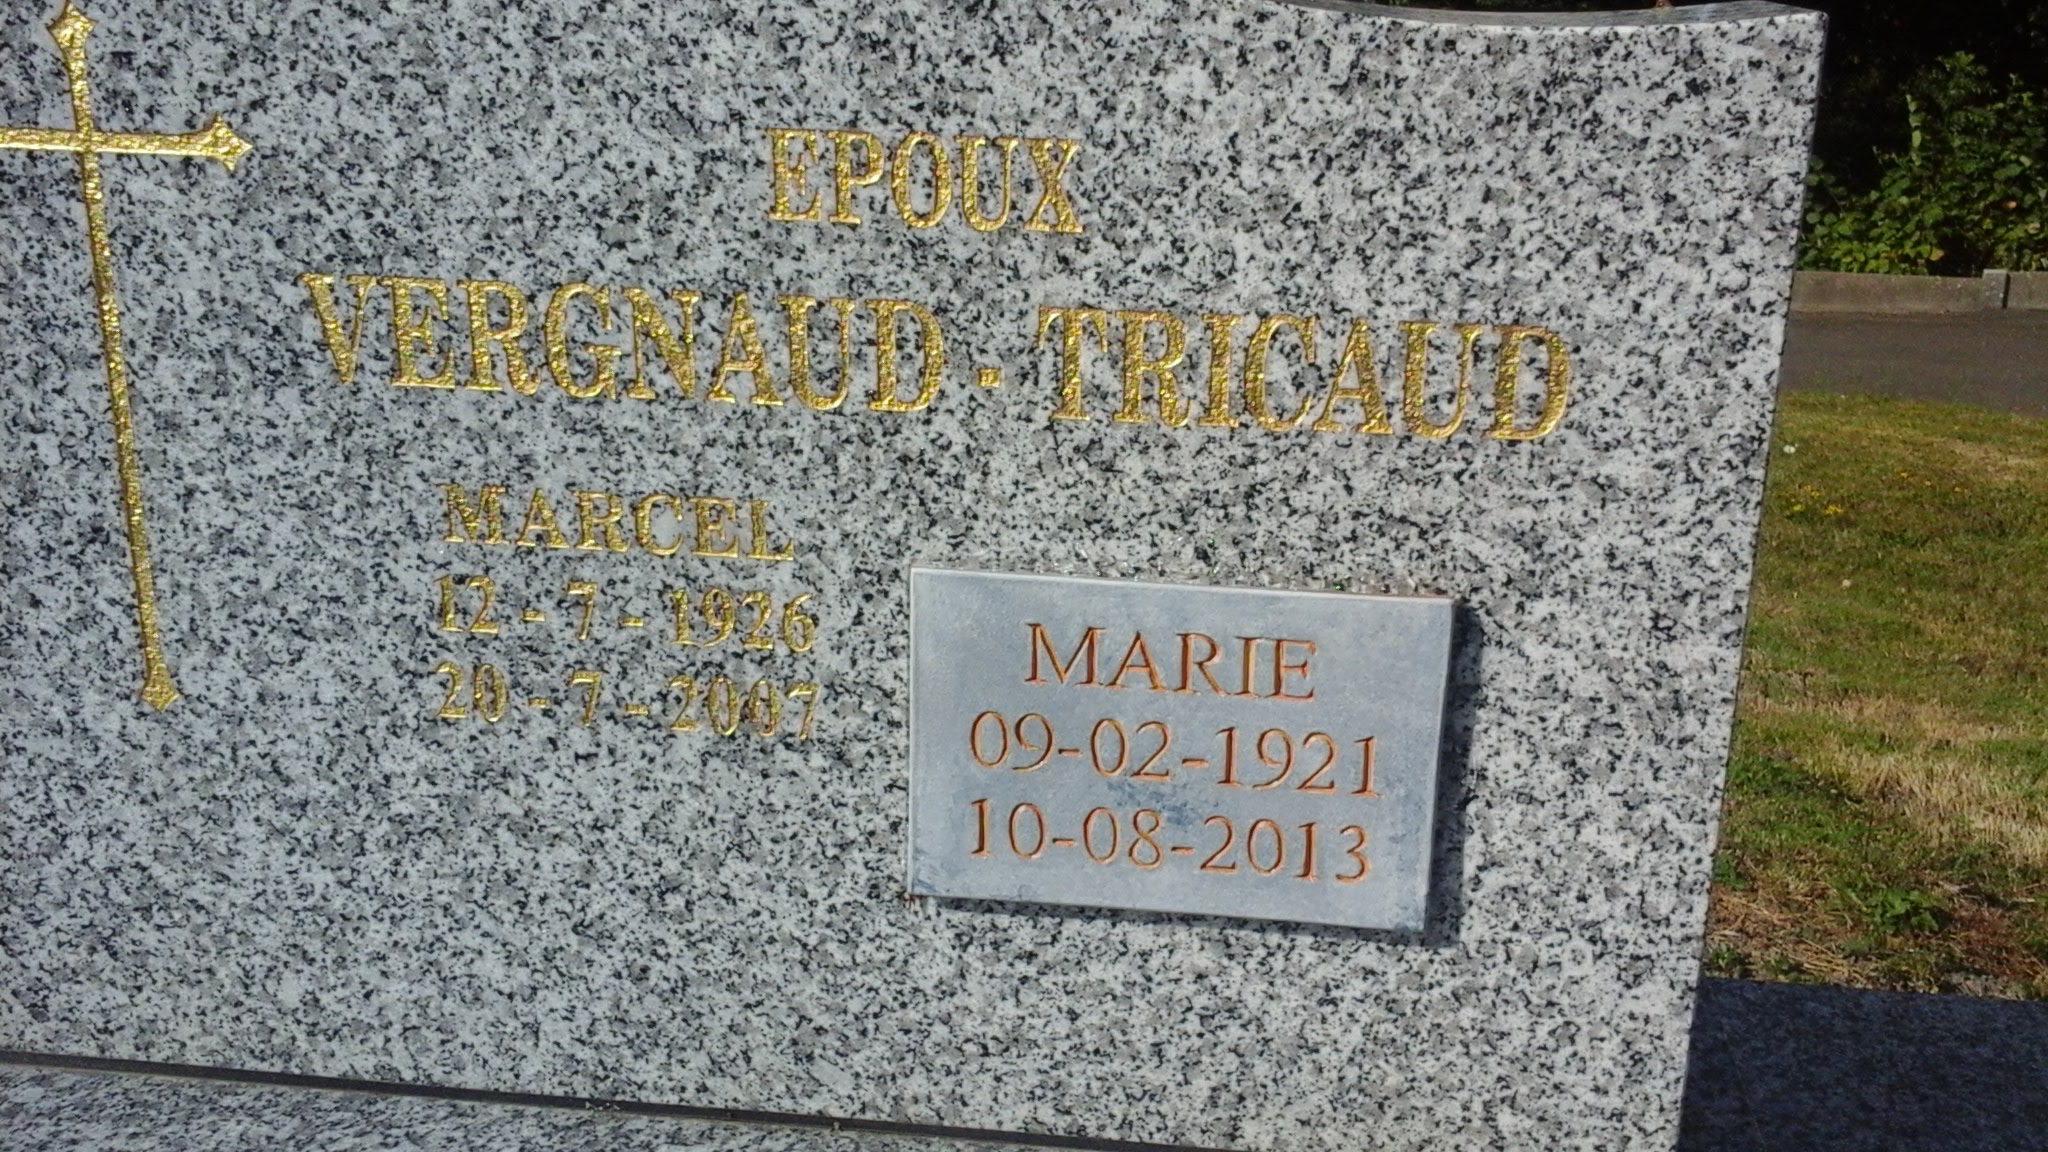 EPOUX
VERGNAUD - TRICAUD
MARCEL
12 - 7 - 1926
20 - 7 - 2007
MARIE
09-02-1921
10-08-2013